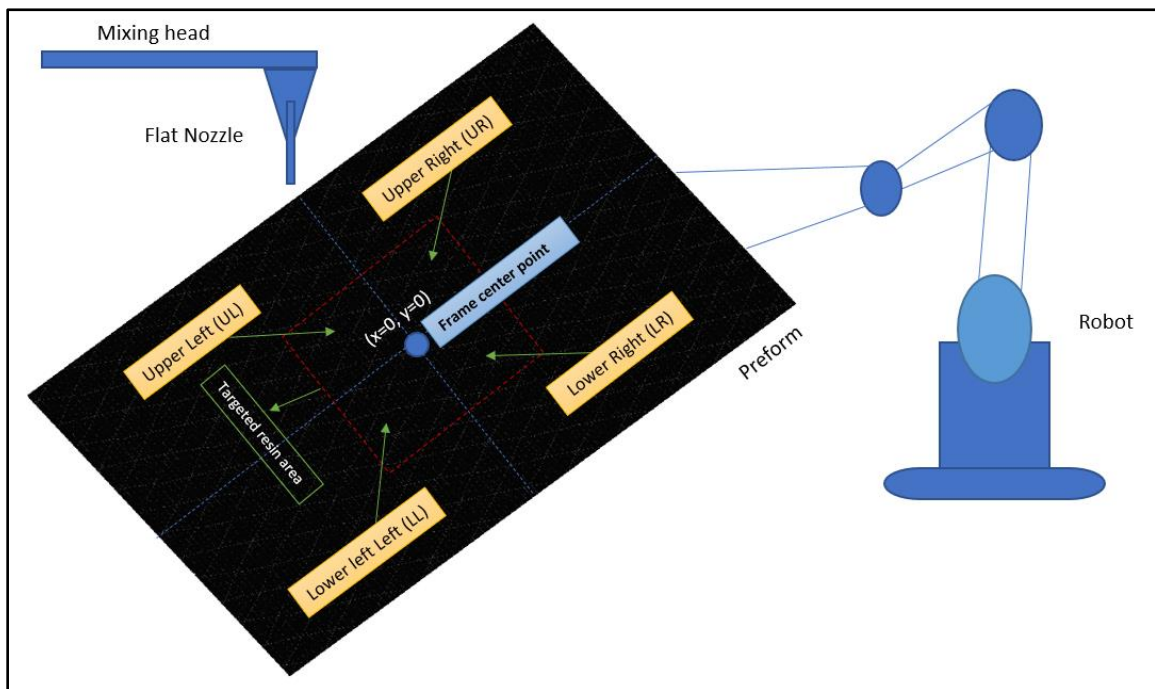 Mixing head
Flat Nozzle
Upper Right (UR)
Frame center point
(x=0, y=0)
Upper Left (UL)
Lower Right (LR)
Robot
Preform
Targeted resin area
Lower left Left (LL)